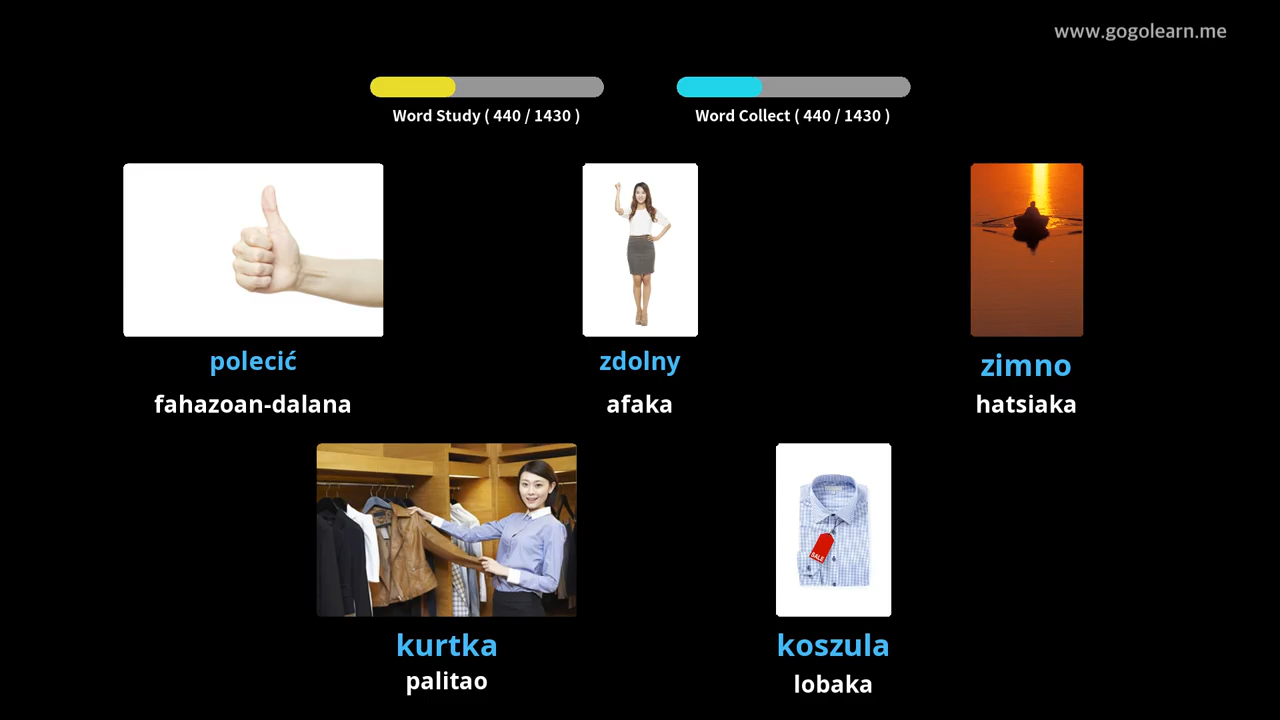 www.gogolearn.me
Word Study ( 440 / 1430 )
Word Collect ( 440 / 1430 )
polecić
zdolny
zimno
fahazoan-dalana
afaka
hatsiaka
SALE
kurtka
koszula
palitao
lobaka